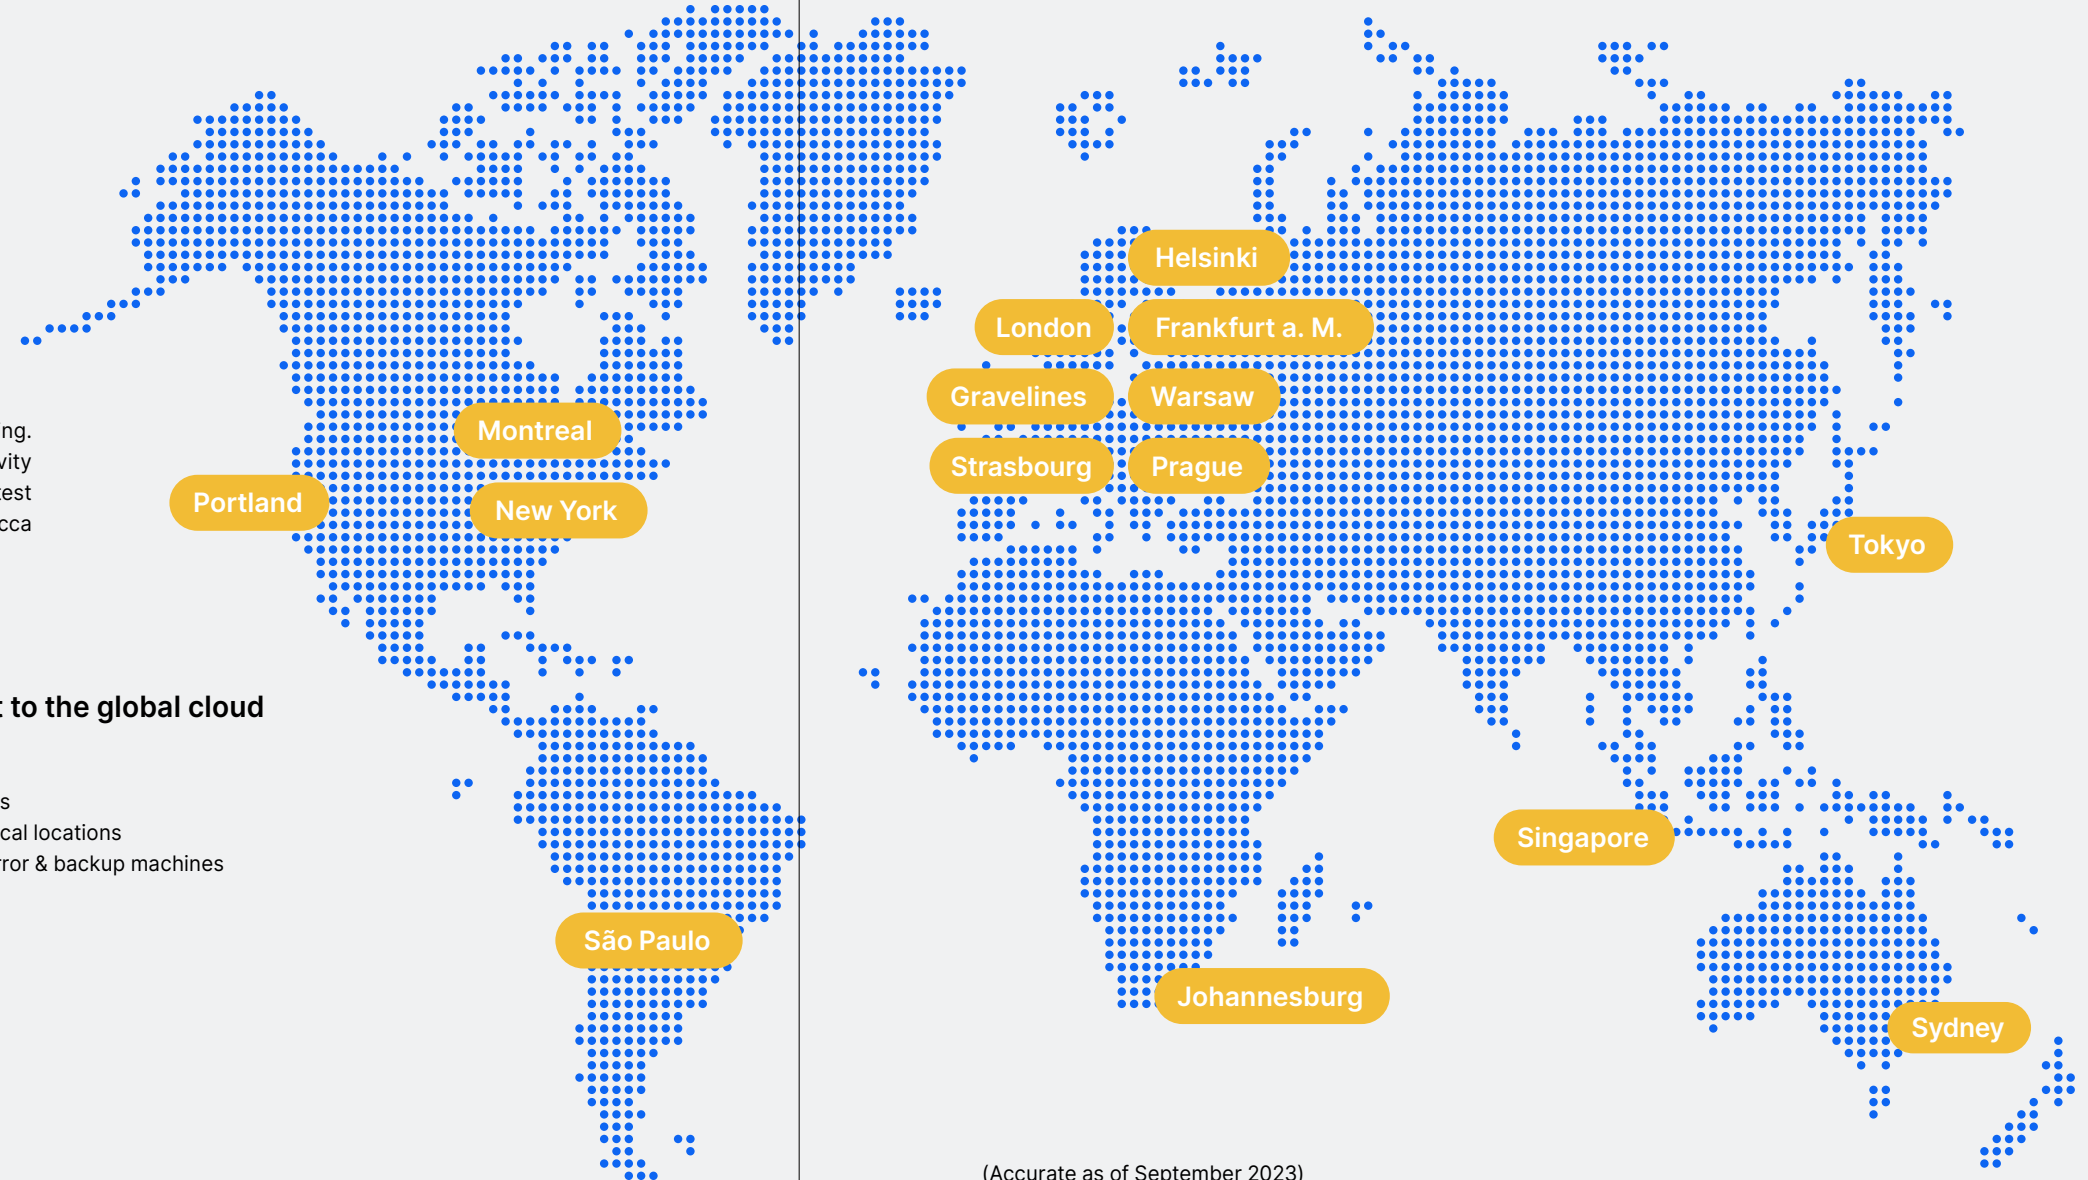 ng.
vity
test
cca
t to the global cloud
s
cal locations
ror & backup machines
Montreal
Portland
New York
São Paulo
Helsinki
London
Frankfurt a. M.
Gravelines
Warsaw
Strasbourg
Prague
Tokyo
Singapore
Johannesburg
Sydney
(Accurate as of September 2023)